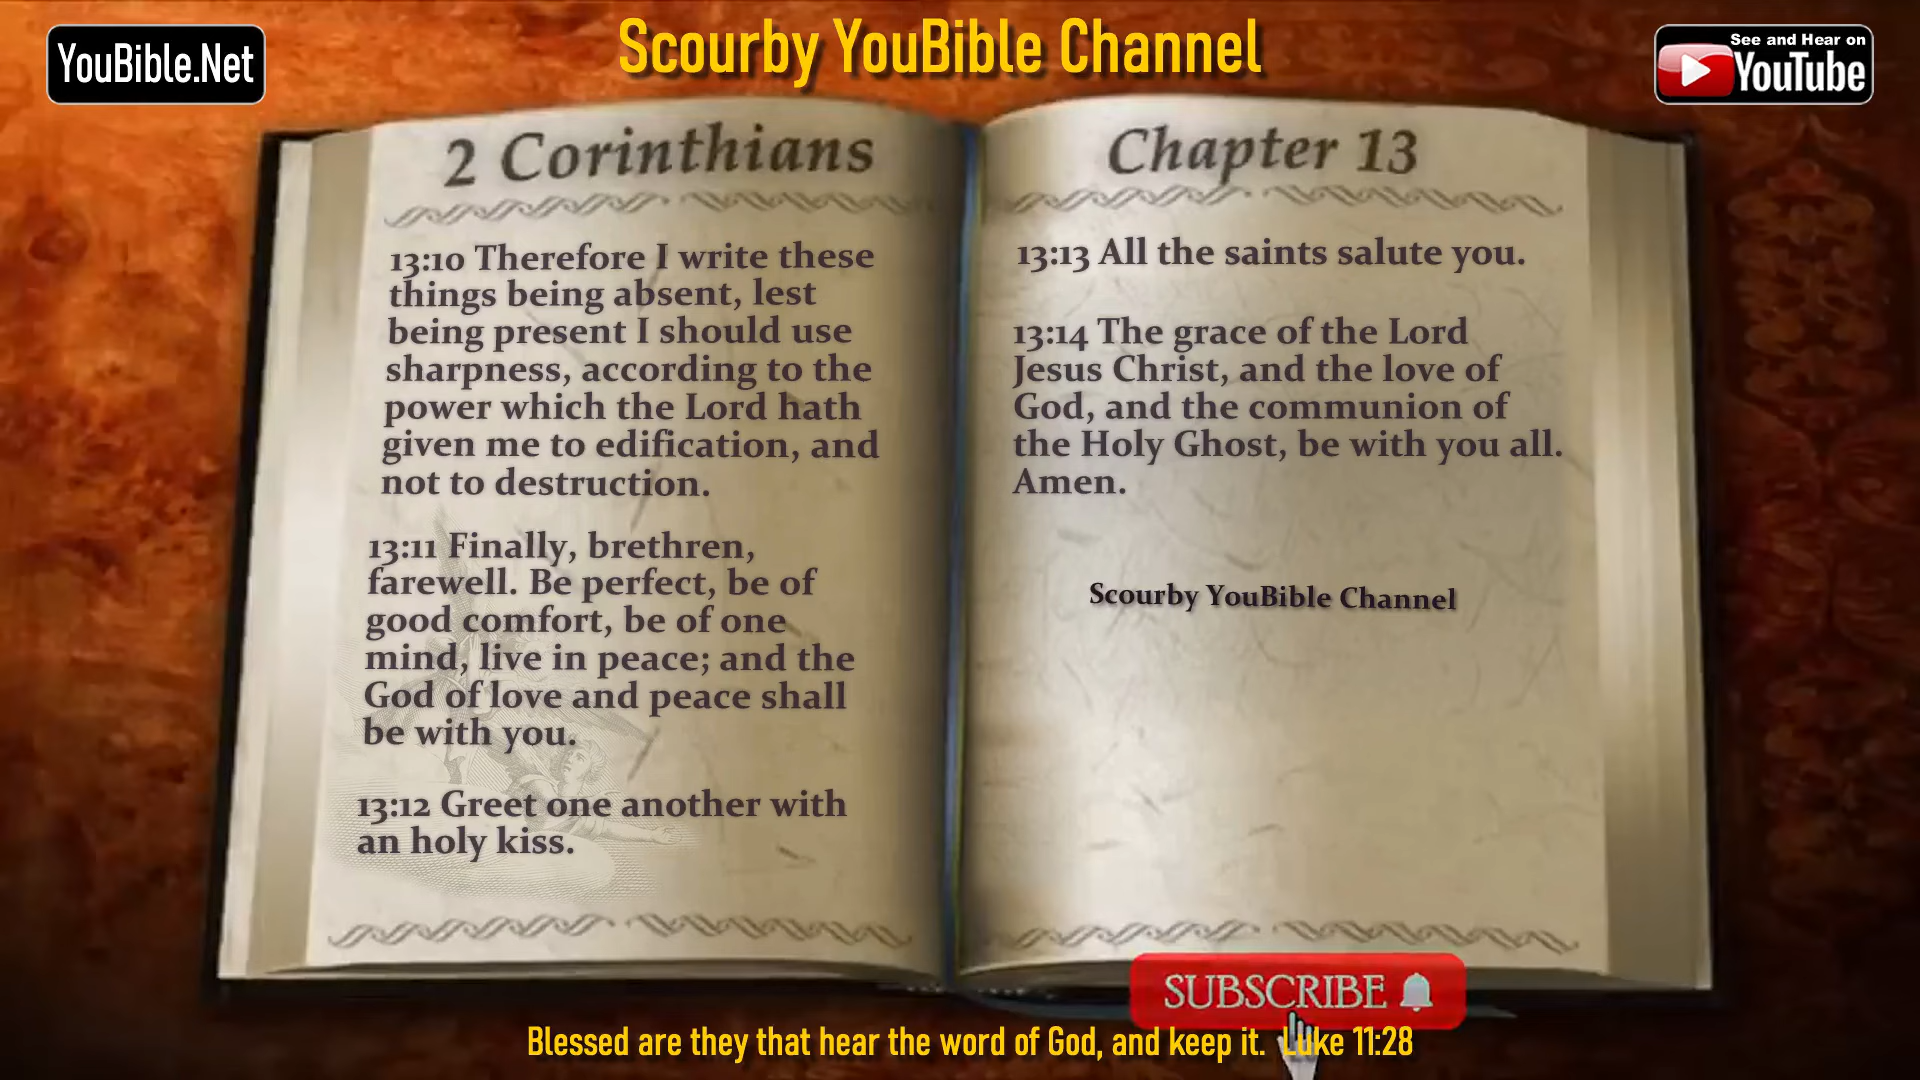 YouBible.Net
Scourby YouBible Channel
See and Hear on
YouTube
2 Corinthians
13:10 Therefore I write these
things being absent, lest
being present I should use
sharpness, according to the
power which the Lord hath
given me to edification, and
not to destruction.
13:11 Finally, brethren,
farewell. Be perfect, be of
good comfort, be of one
mind, live in peace; and the
God of love and peace shall
be with you.
13:12 Greet one another with
an holy kiss.
Chapter 13
13:13 All the saints salute you.
13:14 The grace of the Lord
Jesus Christ, and the love of
God, and the communion of
the Holy Ghost, be with you all.
Amen.
Scourby YouBible Channel
SUBSCRIBE
Blessed are they that hear the word of God, and keep it. Luke 11:28